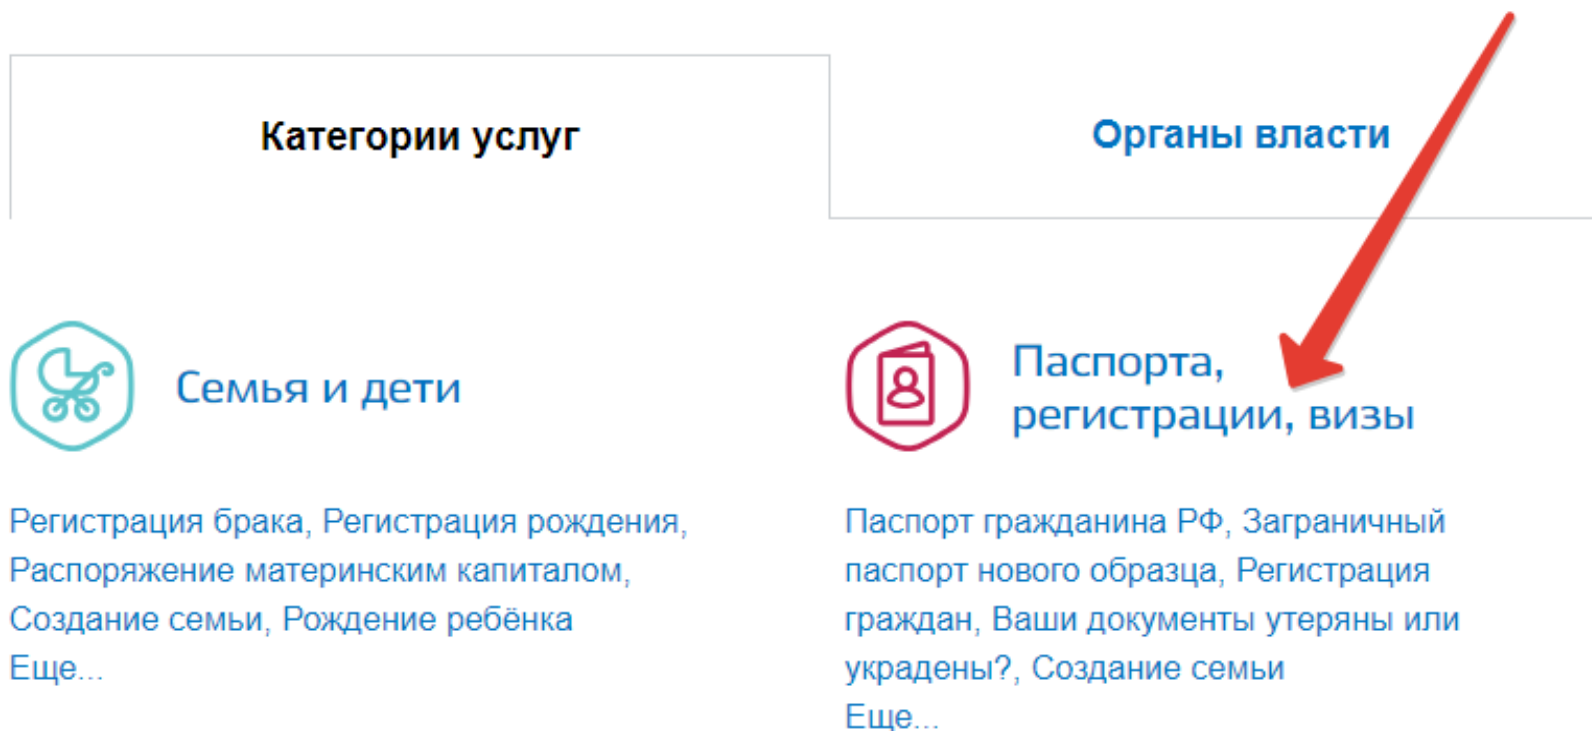 Категории услуг
Органы власти
Семья и дети
Паспорта,
регистрации, визы
Регистрация брака, Регистрация рождения,
Распоряжение материнским капиталом,
Создание семьи, Рождение ребёнка
Еще...
Паспорт гражданина РФ, Заграничный
паспорт нового образца, Регистрация
граждан, Ваши документы утеряны или
украдены?, Создание семьи
Еще...